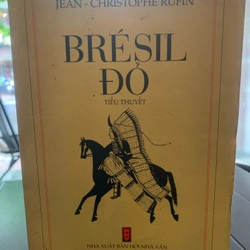 JEAN - CHRISTOPHE RUFIN
BRÉSIL
ĐỎ
TIỂU THUYẾT
NHÀ XUẤT BẢN HỘI NHÀ VĂN